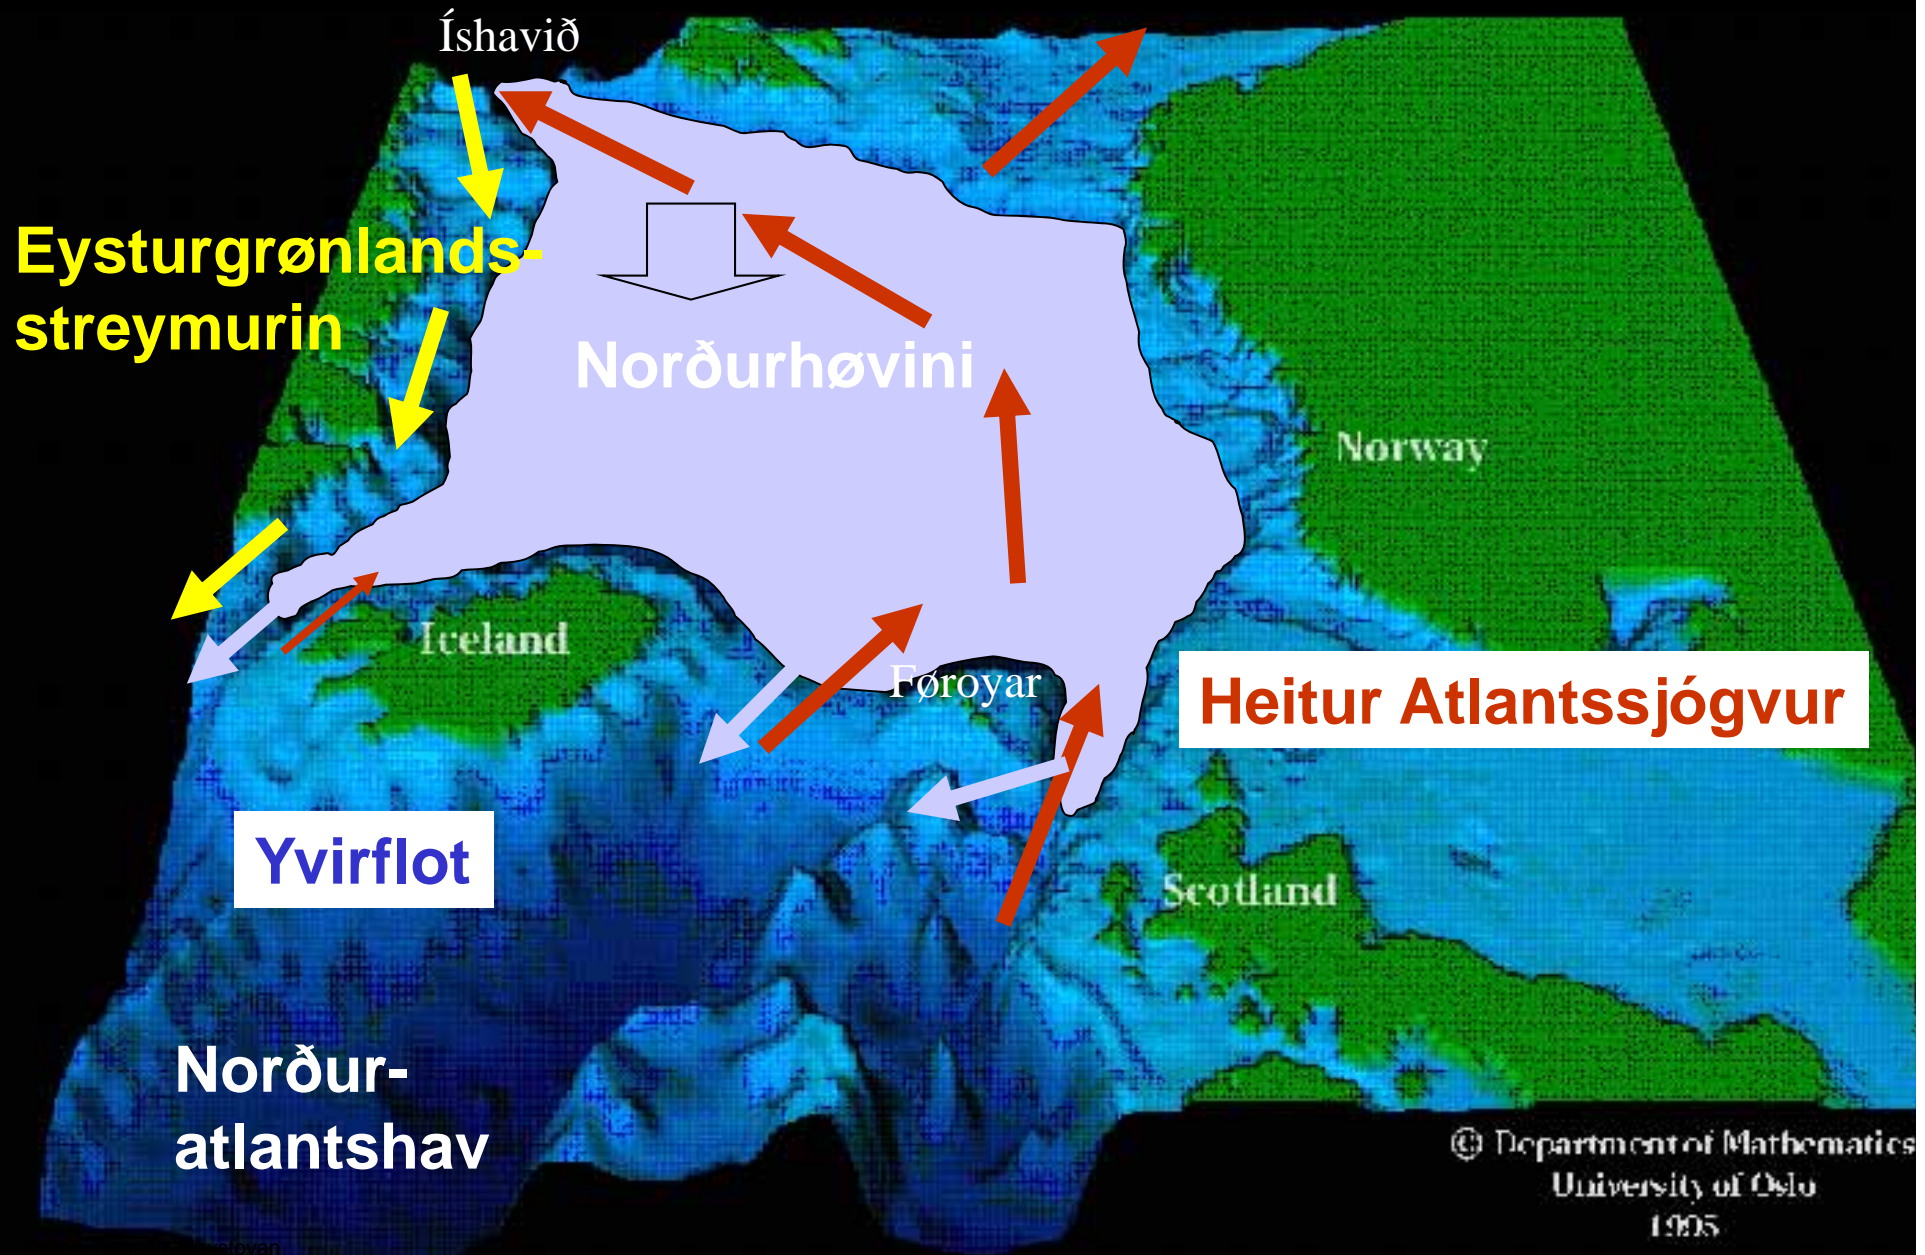 Íshavið
Eysturgrønlands-
streymurin
Norðurhøvini
Norway
Iceland
Føroyar
Heitur Atlantssjógvur
Yvirflot
Scotland
Norður-
atlantshav
© Department of Mathematics
University of Oslo
1995